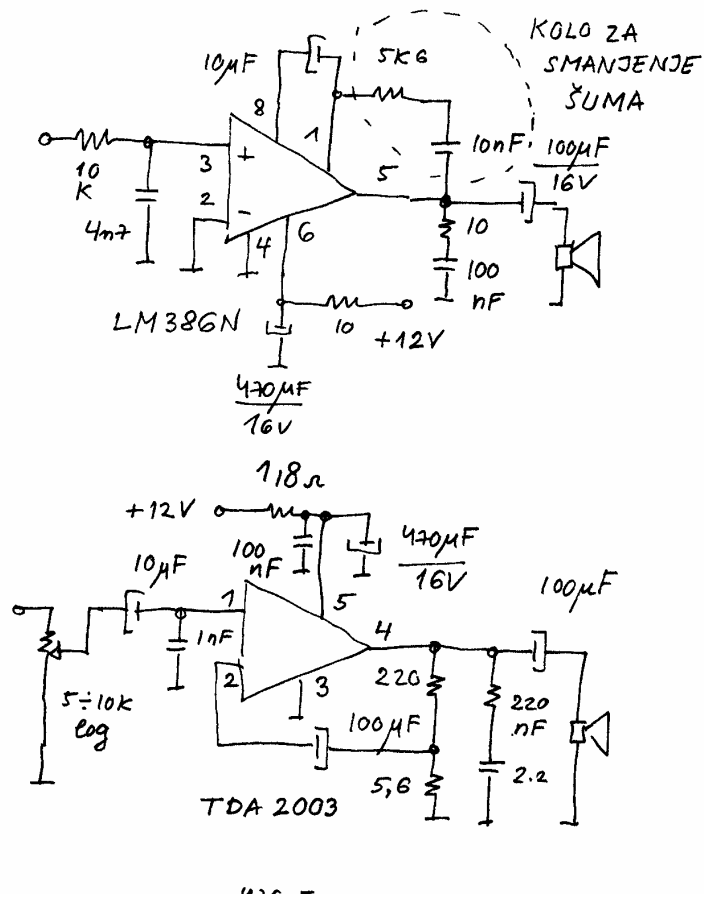 KOLO ZA
SMANJENJE
ŠUMA
10µF
5K6
8
1
10nF
100µF
16V
3
+
10
K
2
-
5
4n7
4
6
10
100
nF
LM386N
10
+12V
470µF
16V
1,8Ω
+12V
100
nF
470µF
16V
10µF
100µF
1
5
4
1nF
2
3
220
220
nF
5÷10K
log
100µF
5,6
2.2
TDA 2003